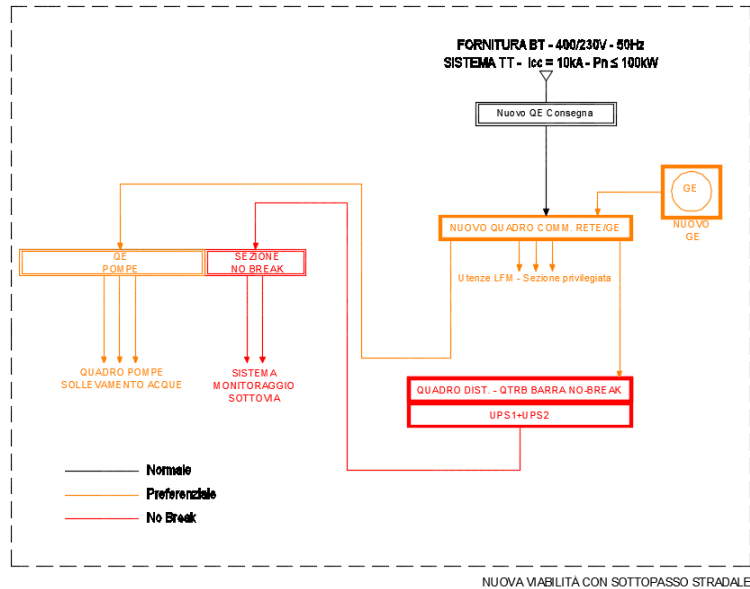 FORNITURA BT - 400/230V - 50Hz
SISTEMA TT - Icc = 10kA - Pn ≤ 100kW
Nuovo QE Consegna
GE
NUOVO
GE
NUOVO QUADRO COMM. RETE/GE
Utenze LFM - Sezione privilegiata
QE
POMPE
SEZIONE
NO BREAK
QUADRO POMPE
SOLLEVAMENTO ACQUE
SISTEMA
MONITORAGGIO
SOTTOVIA
QUADRO DIST. - QTRB BARRA NO-BREAK
UPS1+UPS2
Normale
Preferenziale
No Break
NUOVA VIABILITÀ CON SOTTOPASSO STRADALE